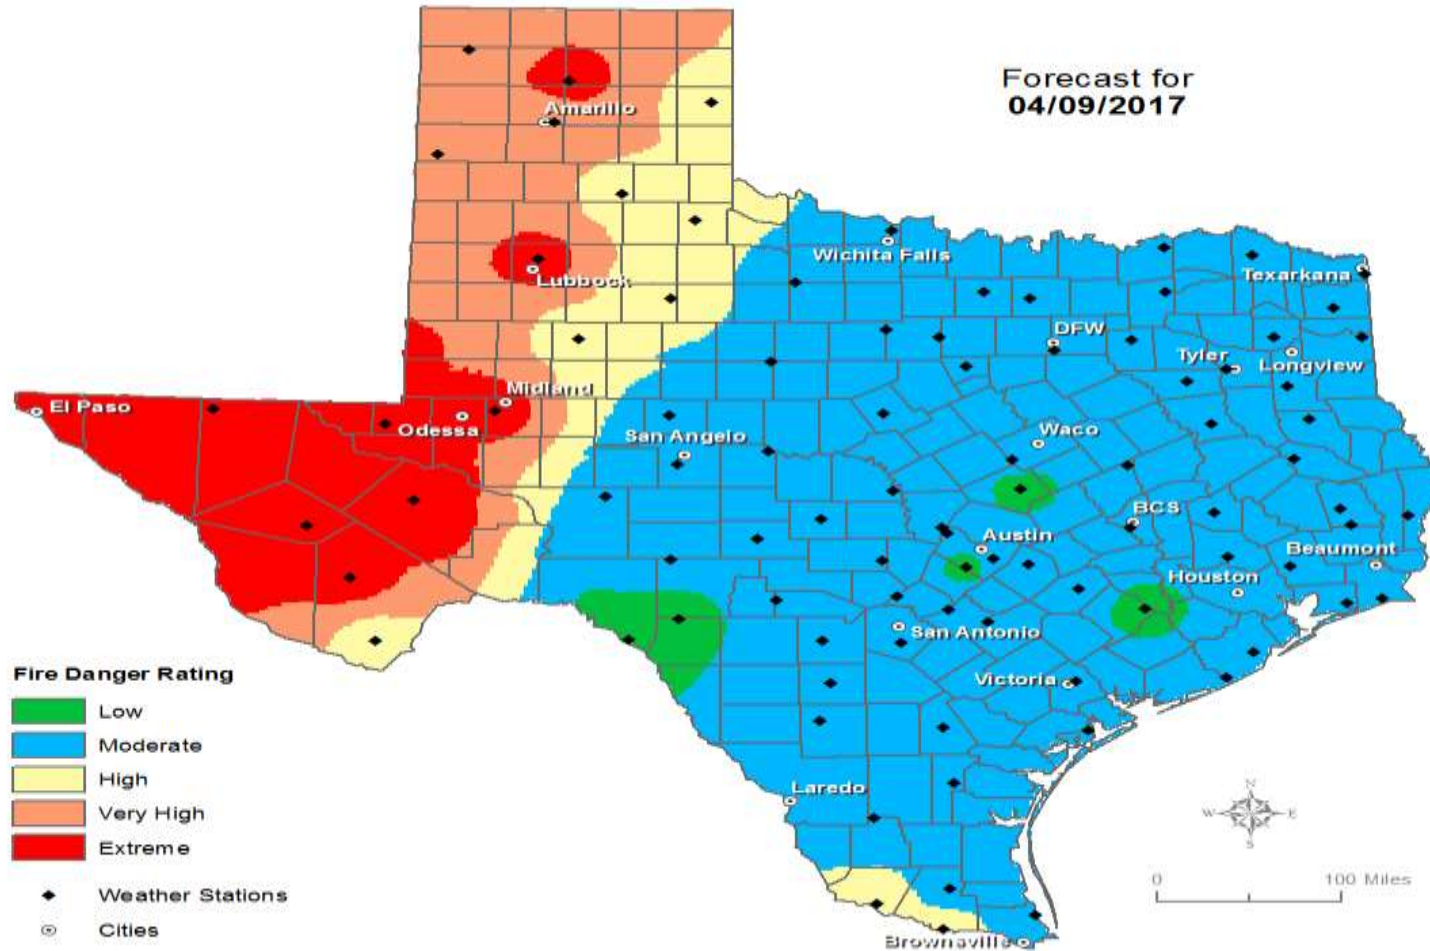 Forecast for
04/09/2017
Amarillo
Wichita Falls
Texarkana
Lubbock
DFW
Tyler
Longview
Midland
El Paso
Odessa
San Angelo
Waco
BCS
Austin
Beaumont
Houston
San Antonio
Victoria
Fire Danger Rating
Low
Moderate
High
Very High
Extreme
Laredo
N
W E
S
0 100 Miles
Weather Stations
Cities
Brownsville